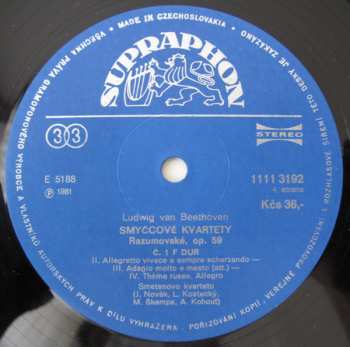 MADE IN CZECHOSLOVAKIA • VŠECHNA PRÁVA GRAMOFONOVÉHO VÝROBCE A VLASTNÍKŮ AUTORSKÝCH PRÁV K DÍLU VYHRAZENA. POŘIZOVÁNÍ KOPIÍ, VEŘEJNÉ PROVOZOVÁNÍ I ROZHLASOVÉ ŠÍŘENÍ TÉTO DESKY JE ZAKÁZÁNO
SUPRAPHON
33
STEREO
E 5188
1111 3192
℗ 1981
4. strana
Kčs 36,-
Ludwig van Beethoven
SMYČCOVÉ KVARTETY
Razumovské, op. 59
Č. 1 F DUR
II. Allegretto vivace e sempre scherzando —
III. Adagio molto e mesto (att.) —
IV. Thème russe. Allegro
Smetanovo kvarteto
(J. Novák, L. Kostecký,
M. Škampa, A. Kohout)